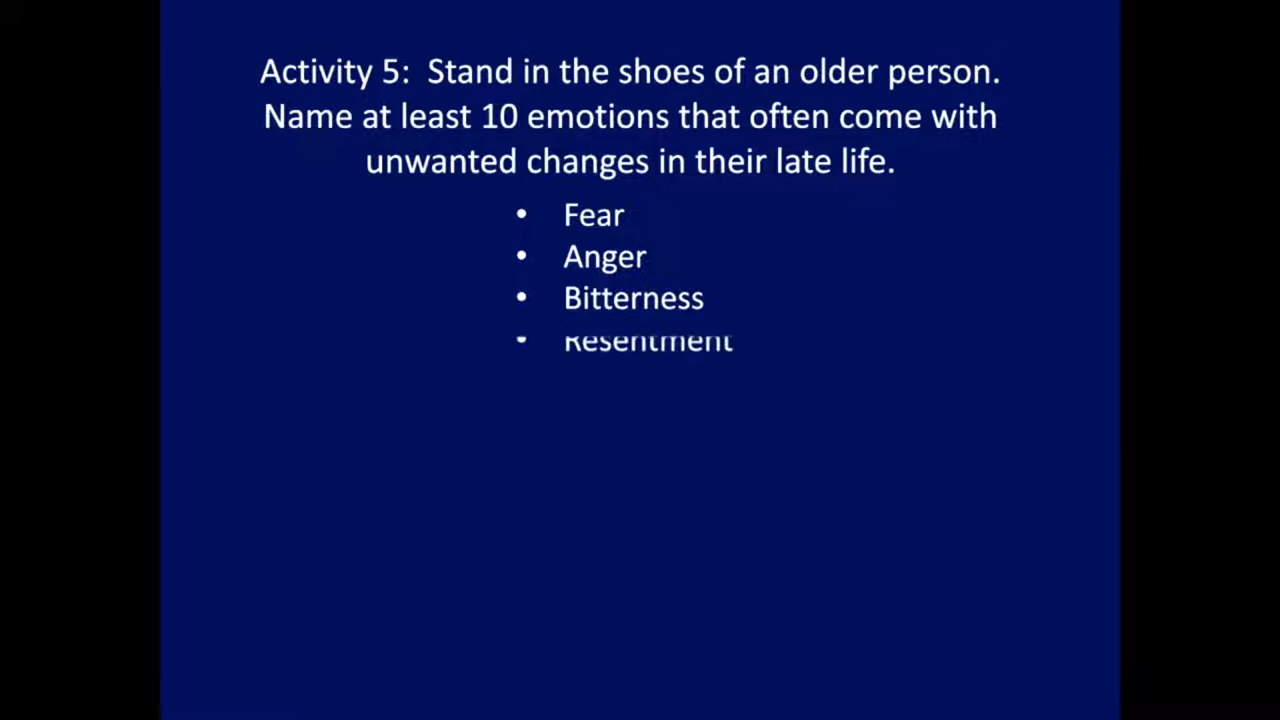 Activity 5:  Stand in the shoes of an older person.
Name at least 10 emotions that often come with
unwanted changes in their late life.
• Fear
• Anger
• Bitterness
• Resentment